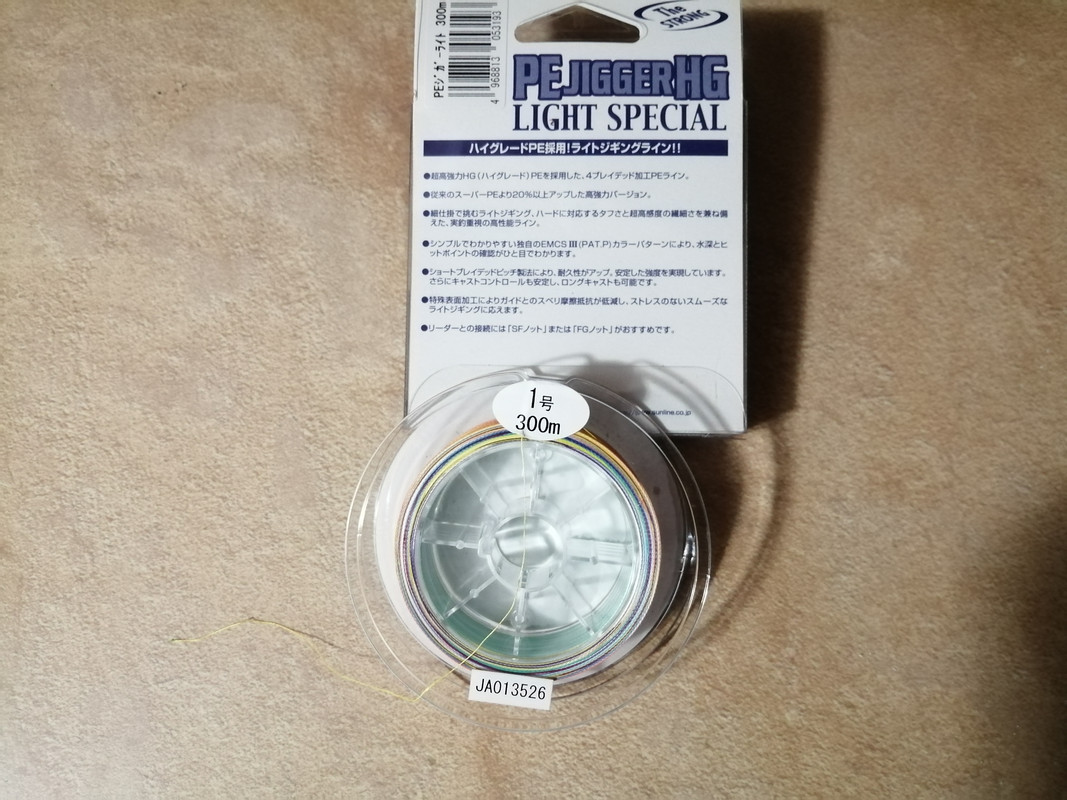 PEジガーライト 300m
4 968813 053193
The
STRONG
PEJIGGERHG
LIGHT SPECIAL
ハイグレードPE採用!ライトジギングライン!!
●超高強力HG(ハイグレード)PEを採用した、4ブレイデッド加工PEライン。
●従来のスーパーPEより20%以上アップした高強力バージョン。
●細仕掛で挑むライトジギング、ハードに対応するタフさと超高感度の繊細さを兼ね備
えた、実釣重視の高性能ライン。
●シンプルでわかりやすい独自のEMCSⅢ(PAT.P)カラーパターンにより、水深とヒ
ットポイントの確認がひと目でわかります。
●ショートブレイデッドピッチ製法により、耐久性がアップ。安定した強度を実現しています。
さらにキャストコントロールも安定し、ロングキャストも可能です。
●特殊表面加工によりガイドとのスベリ摩擦抵抗が低減し、ストレスのないスムーズな
ライトジギングに応えます。
●リーダーとの接続には「SFノット」または「FGノット」がおすすめです。
sunline.co.jp
1号
300m
JA013526